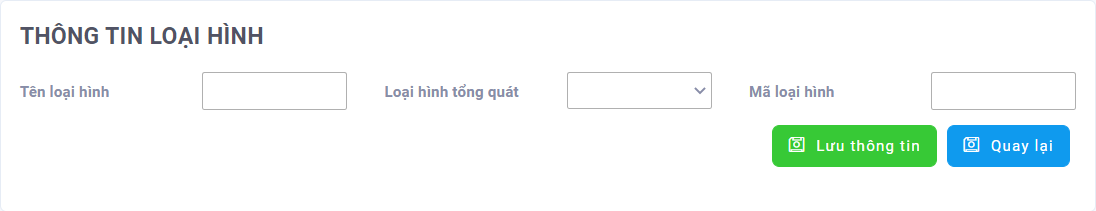 THÔNG TIN LOẠI HÌNH
Tên loại hình Loại hình tổng quát Mã loại hình
Lưu thông tin Quay lại